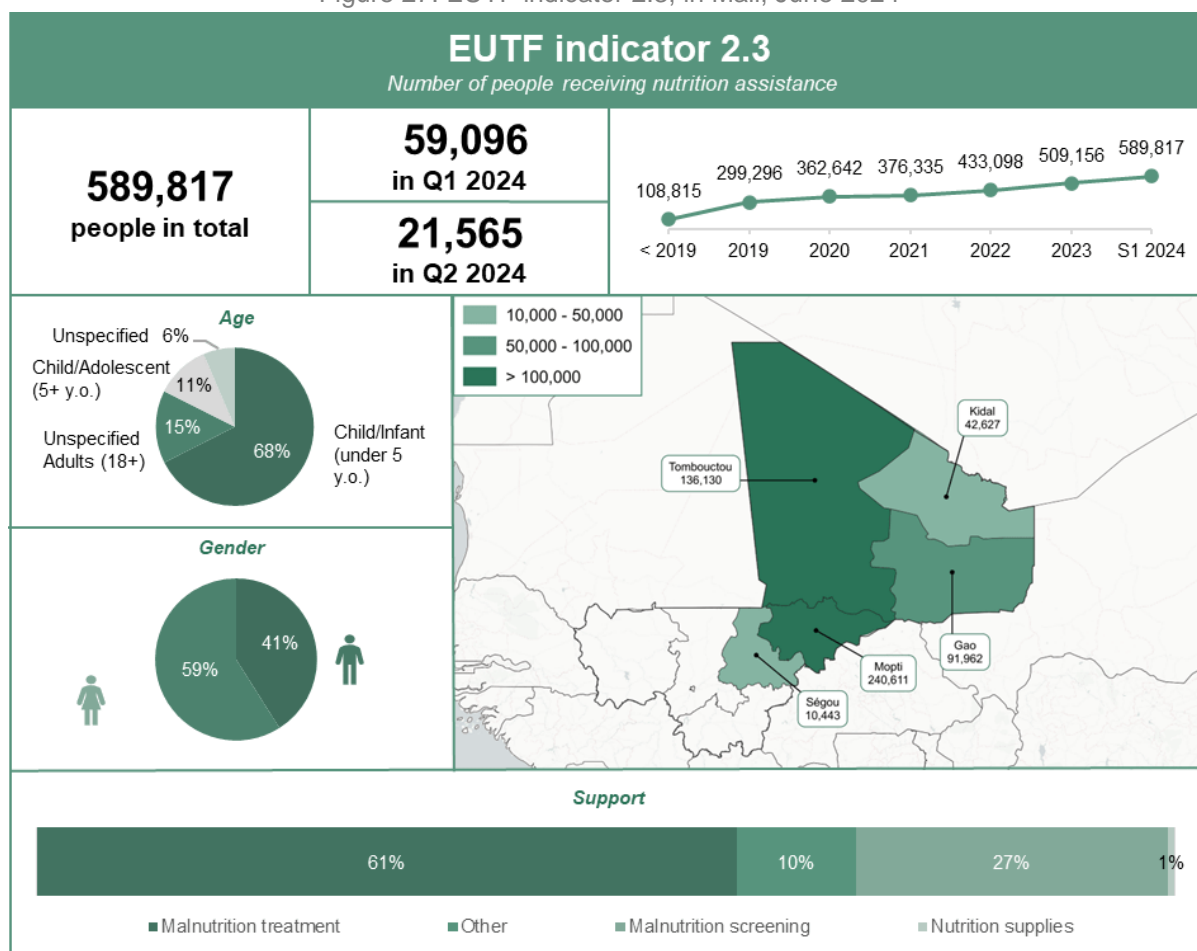 EUTF indicator 2.3
Number of people receiving nutrition assistance
589,817
people in total
59,096
in Q1 2024
21,565
in Q2 2024
108,815
299,296
362,642
376,335
433,098
509,156
589,817
< 2019
2019
2020
2021
2022
2023
S1 2024
Age
Unspecified 6%
Child/Adolescent
(5+ y.o.)
11%
Unspecified
Adults (18+)
15%
68%
Child/Infant
(under 5
y.o.)
Gender
59%
41%
10,000 - 50,000
50,000 - 100,000
> 100,000
Kidal
42,627
Tombouctou
136,130
Gao
91,962
Mopti
240,611
Ségou
10,443
Support
61%
10%
27%
1%
Malnutrition treatment
Other
Malnutrition screening
Nutrition supplies